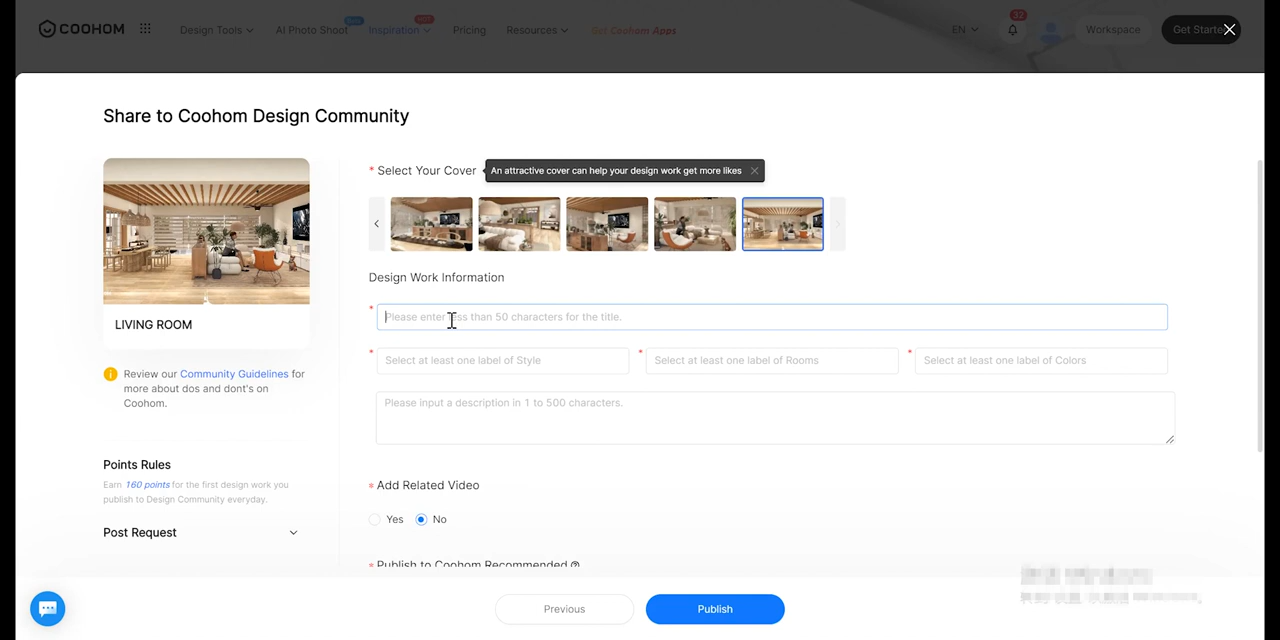 COOHOM
Design Tools
AI Photo Shoot
Inspiration
HOT
Pricing
Resources
Get Coohom Apps
EN
22
Workspace
Get Starte
Share to Coohom Design Community
LIVING ROOM
Review our Community Guidelines for
more about dos and dont's on
Coohom.
Points Rules
Earn 160 points for the first design work you
publish to Design Community everyday.
Post Request
* Select Your Cover
An attractive cover can help your design work get more likes
Design Work Information
* Please enter less than 50 characters for the title.
* Select at least one label of Style
* Select at least one label of Rooms
* Select at least one label of Colors
Please input a description in 1 to 500 characters.
* Add Related Video
Yes
No
* Publish to Coohom Recommended
Previous
Publish